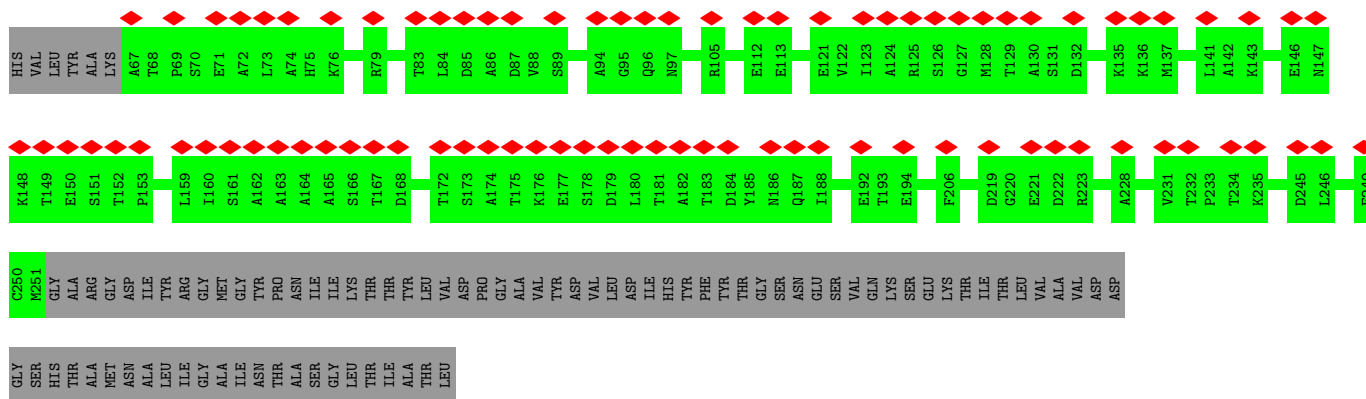 HIS VAL LEU TYR ALA LYS A67 T68 P69 S70 E71 A72 L73 A74 H75 K76 R79 T83 L84 D85 A86 D87 V88 S89 A94 G95 Q96 N97 R105 E112 E113 E121 V122 I123 A124 R125 S126 G127 M128 T129 A130 S131 D132 K135 K136 M137 L141 A142 K143 E146 N147
K148 T149 E150 S151 T152 P153 L159 I160 S161 A162 A163 A164 A165 S166 T167 D168 T172 S173 A174 T175 K176 E177 S178 D179 L180 T181 A182 T183 D184 Y185 N186 Q187 I188 E192 T193 E194 F206 D219 G220 E221 D222 R223 A228 V231 T232 P233 T234 K235 D245 L246
C250 M251 GLY ALA ARG GLY ASP ILE TYR ARG GLY MET GLY TYR PRO ASN ILE ILE LYS THR THR TYR LEU VAL ASP PRO GLY ALA VAL TYR ASP VAL LEU ASP ILE HIS TYR PHE TYR THR GLY SER ASN GLU SER VAL GLN LYS SER GLU LYS THR ILE THR LEU VAL ALA VAL ASP ASP
GLY SER HIS THR ALA MET ASN ALA LEU ILE GLY ALA ILE ASN THR ALA SER GLY LEU THR ILE ALA THR LEU